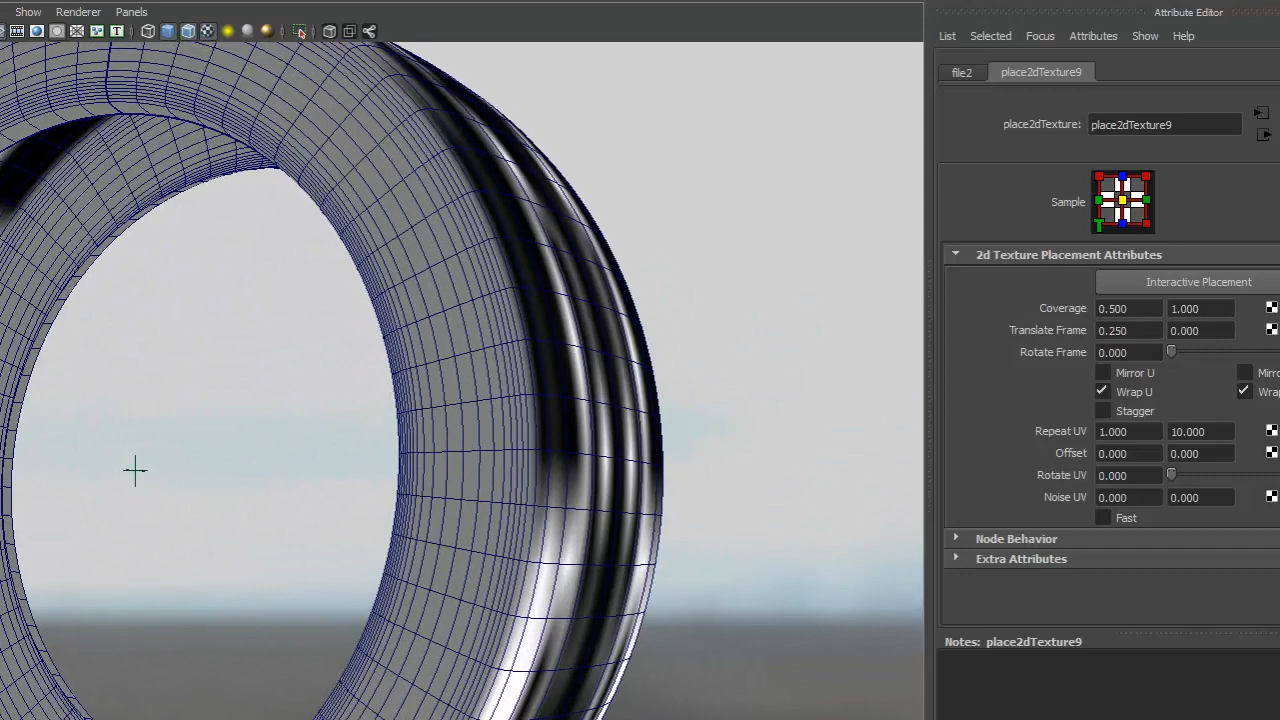 Show Renderer Panels
Attribute Editor
List Selected Focus Attributes Show Help
file2 place2dTexture9
place2dTexture: place2dTexture9
Sample
2d Texture Placement Attributes
Interactive Placement
Coverage 0.500 1.000
Translate Frame 0.250 0.000
Rotate Frame 0.000
Mirror U Mirro
Wrap U Wrap
Stagger
Repeat UV 1.000 10.000
Offset 0.000 0.000
Rotate UV 0.000
Noise UV 0.000 0.000
Fast
Node Behavior
Extra Attributes
Notes: place2dTexture9